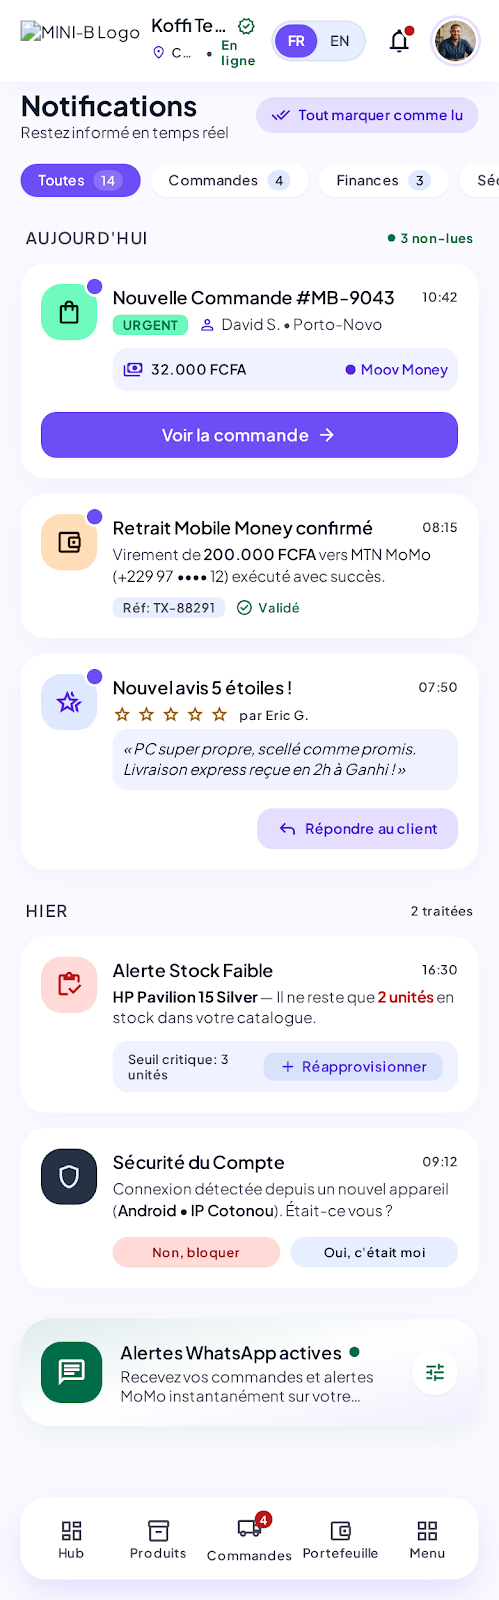 MINI-B Logo
Koffi Te...
C... • En ligne
FR EN
Notifications
Restez informé en temps réel
Tout marquer comme lu
Toutes 14
Commandes 4
Finances 3
Séc
AUJOURD'HUI
3 non-lues
Nouvelle Commande #MB-9043 10:42
URGENT David S. • Porto-Novo
32.000 FCFA Moov Money
Voir la commande
Retrait Mobile Money confirmé 08:15
Virement de 200.000 FCFA vers MTN MoMo
(+229 97 •••• 12) exécuté avec succès.
Réf: TX-88291 Validé
Nouvel avis 5 étoiles ! 07:50
par Eric G.
« PC super propre, scellé comme promis.
Livraison express reçue en 2h à Ganhi ! »
Répondre au client
HIER
2 traitées
Alerte Stock Faible 16:30
HP Pavilion 15 Silver — Il ne reste que 2 unités en
stock dans votre catalogue.
Seuil critique: 3
unités
Réapprovisionner
Sécurité du Compte 09:12
Connexion détectée depuis un nouvel appareil
(Android • IP Cotonou). Était-ce vous ?
Non, bloquer
Oui, c'était moi
Alertes WhatsApp actives
Recevez vos commandes et alertes
MoMo instantanément sur votre...
4
Hub
Produits
Commandes
Portefeuille
Menu